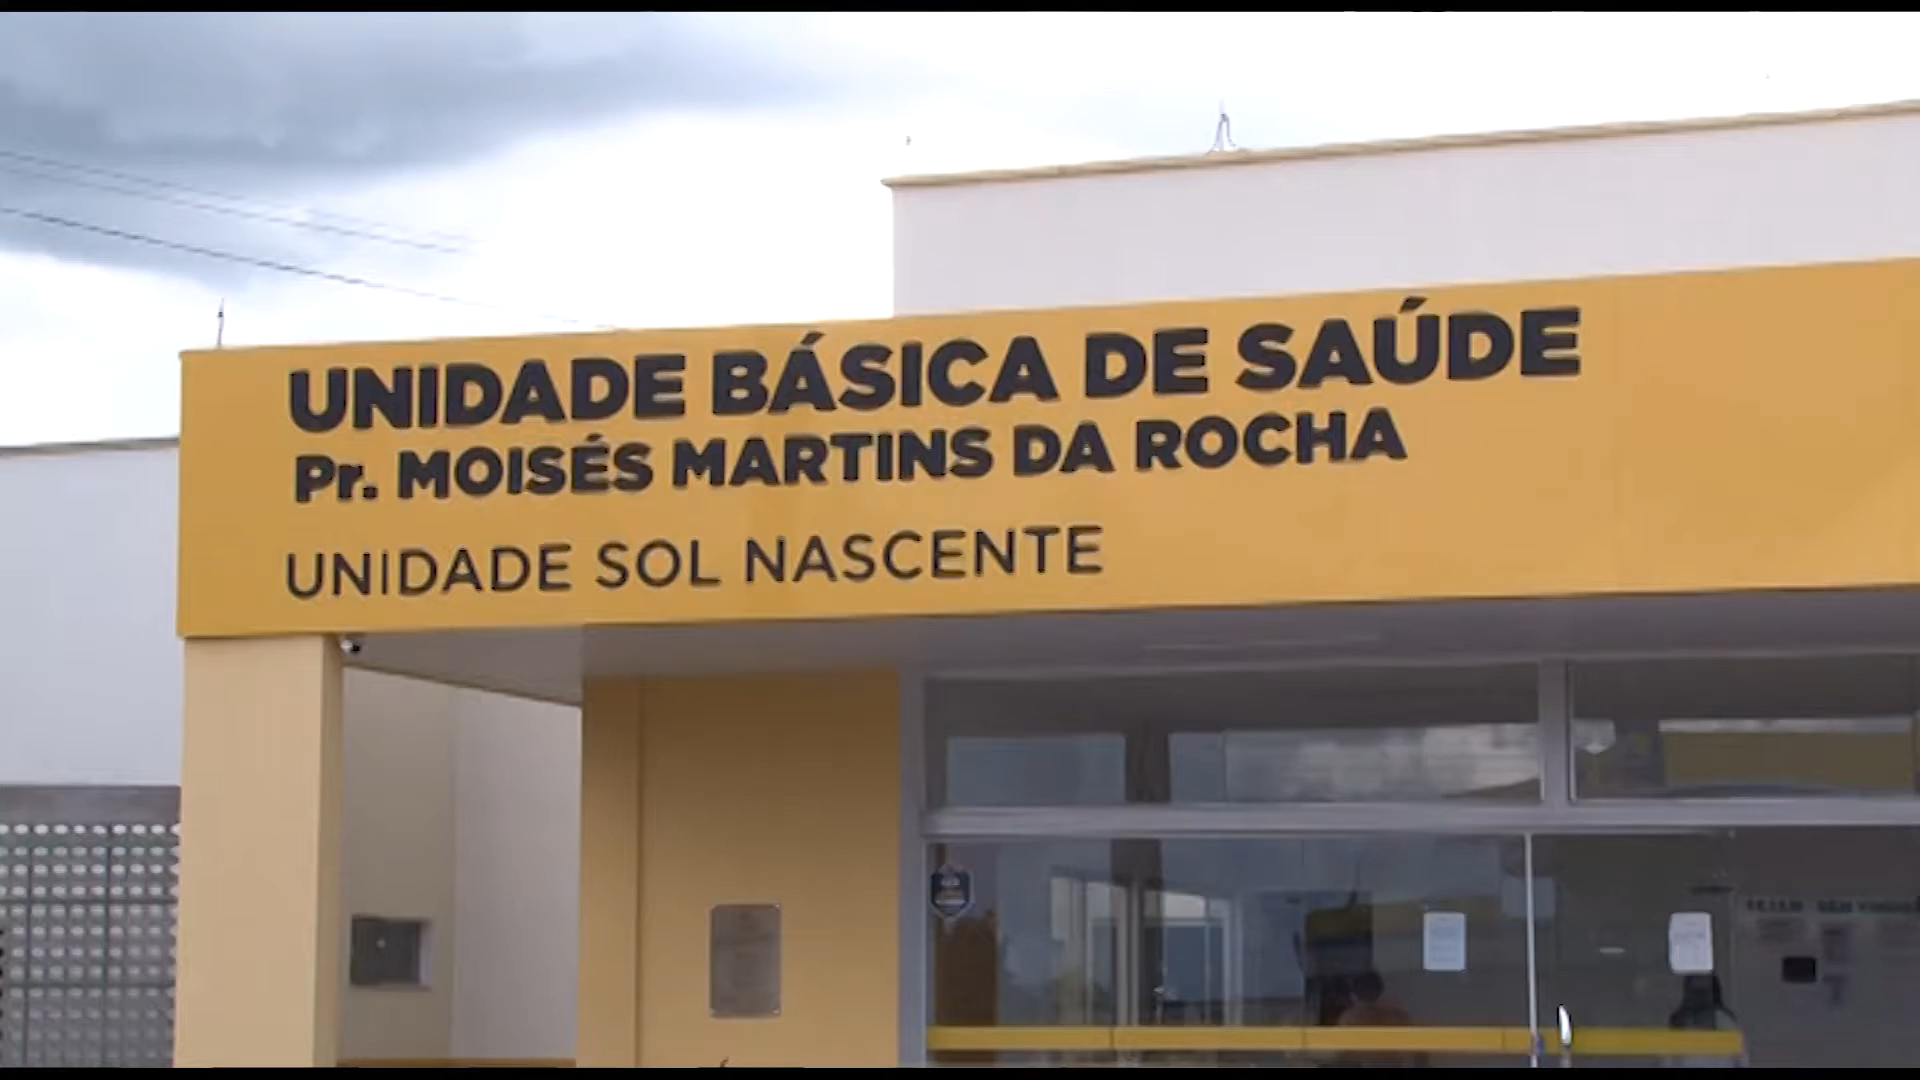 UNIDADE BÁSICA DE SAÚDE
Pr. MOISÉS MARTINS DA ROCHA
UNIDADE SOL NASCENTE